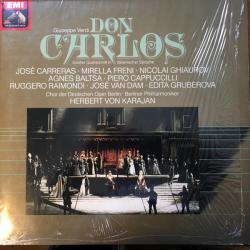 EMI
DON
Giuseppe Verdi
CARLOS
JOSÉ CARRERAS · MIRELLA FRENI · NICOLAI GHIAUROV
AGNES BALTSA · PIERO CAPPUCCILLI
RUGGERO RAIMONDI · JOSÉ VAN DAM · EDITA GRUBEROVA
Chor der Deutschen Oper Berlin · Berliner Philharmoniker
HERBERT VON KARAJAN